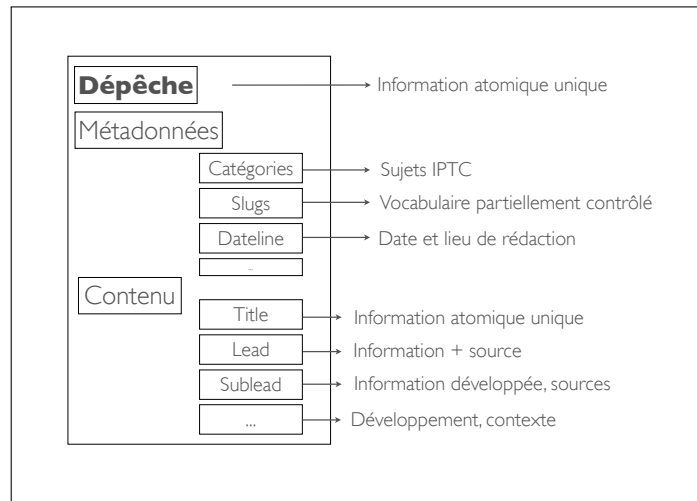 Dépêche
Information atomique unique
Métadonnées
Catégories
Sujets IPTC
Slugs
Vocabulaire partiellement contrôlé
Dateline
Date et lieu de rédaction
...
Contenu
Title
Information atomique unique
Lead
Information + source
Sublead
Information développée, sources
...
Développement, contexte